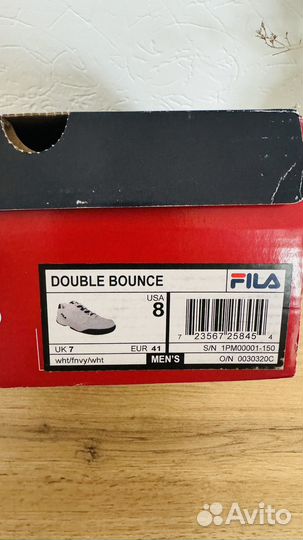 DOUBLE BOUNCE
FILA
USA
8
UK 7
EUR 41
MEN'S
wht/fnvy/wht
7 23567 25845 4
S/N 1PM00001-150
O/N 0030320C
Avito